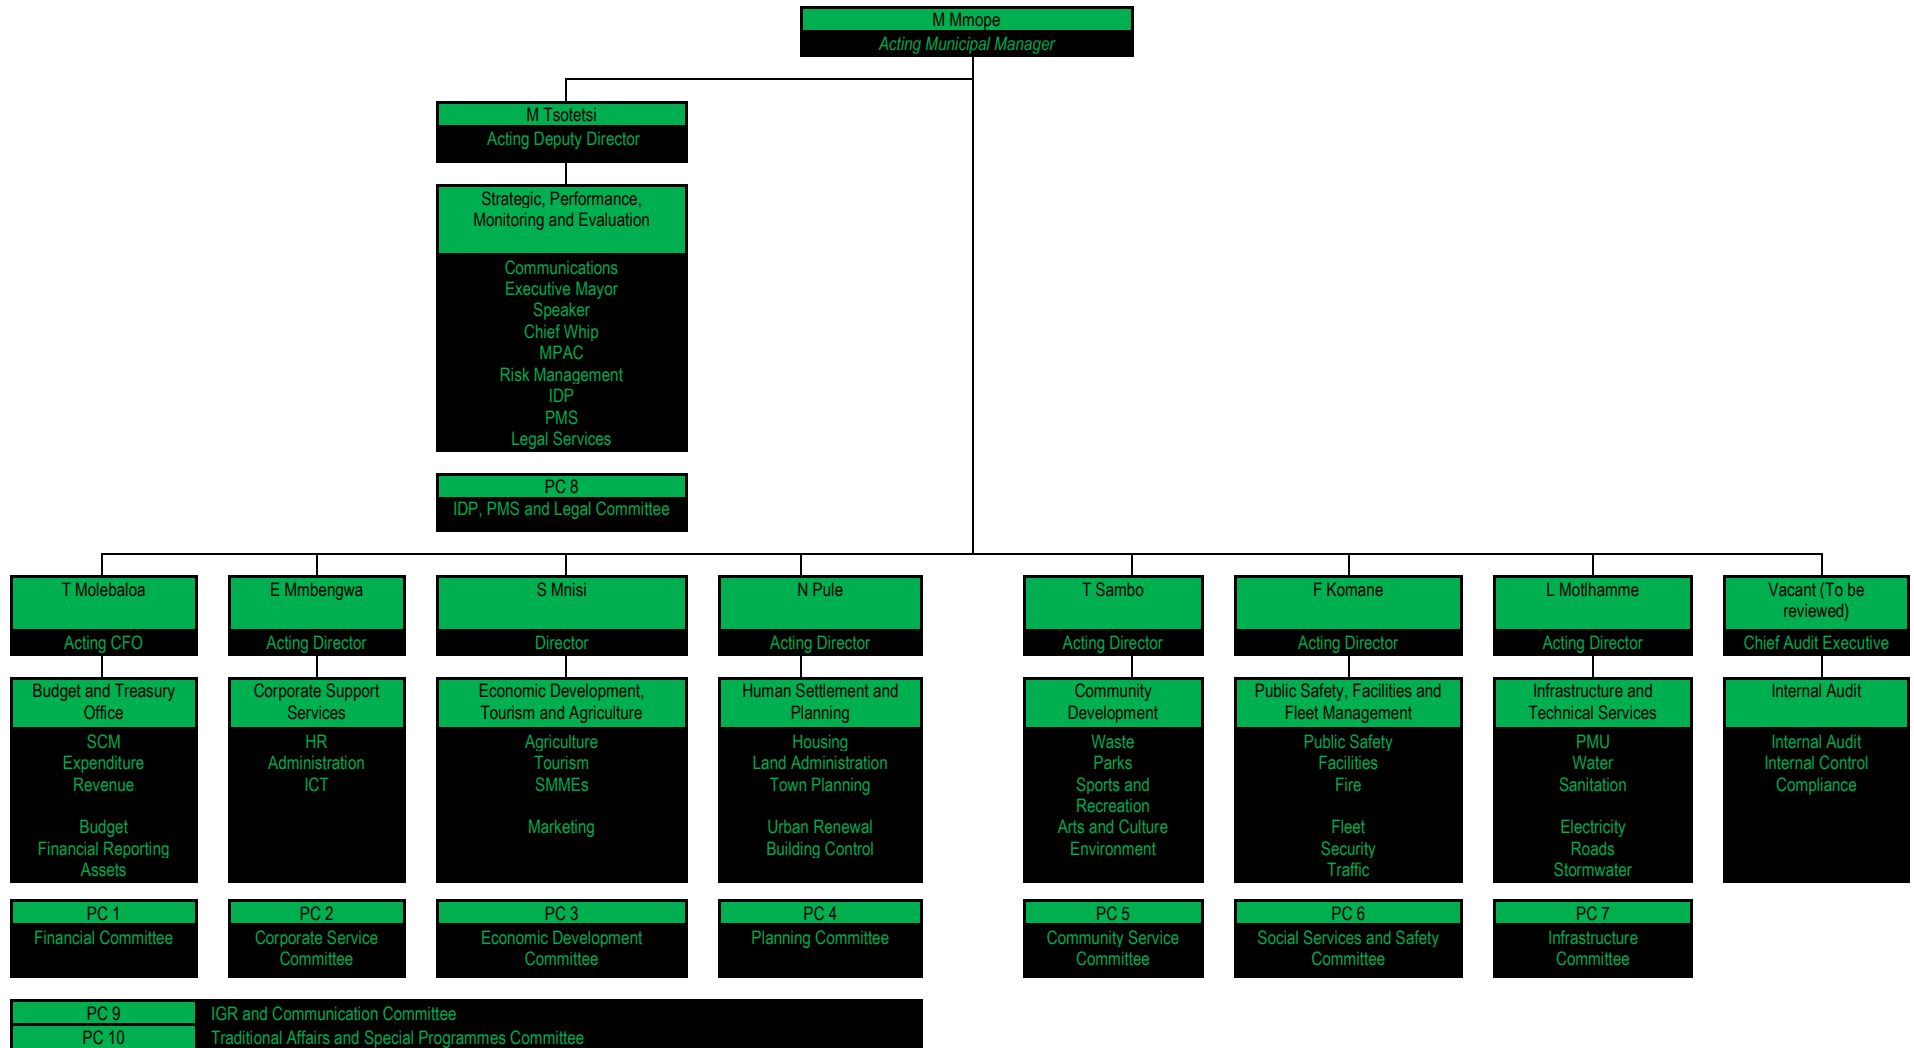 M Mmope
Acting Municipal Manager
M Tsotetsi
Acting Deputy Director
Strategic, Performance,
Monitoring and Evaluation
Communications
Executive Mayor
Speaker
Chief Whip
MPAC
Risk Management
IDP
PMS
Legal Services
PC 8
IDP, PMS and Legal Committee
T Molebaloa
Acting CFO
Budget and Treasury
Office
SCM
Expenditure
Revenue
Budget
Financial Reporting
Assets
PC 1
Financial Committee
E Mmbengwa
Acting Director
Corporate Support
Services
HR
Administration
ICT
PC 2
Corporate Service
Committee
S Mnisi
Director
Economic Development,
Tourism and Agriculture
Agriculture
Tourism
SMMEs
Marketing
PC 3
Economic Development
Committee
N Pule
Acting Director
Human Settlement and
Planning
Housing
Land Administration
Town Planning
Urban Renewal
Building Control
PC 4
Planning Committee
T Sambo
Acting Director
Community
Development
Waste
Parks
Sports and
Recreation
Arts and Culture
Environment
PC 5
Community Service
Committee
F Komane
Acting Director
Public Safety, Facilities and
Fleet Management
Public Safety
Facilities
Fire
Fleet
Security
Traffic
PC 6
Social Services and Safety
Committee
L Motlhamme
Acting Director
Infrastructure and
Technical Services
PMU
Water
Sanitation
Electricity
Roads
Stormwater
PC 7
Infrastructure
Committee
Vacant (To be
reviewed)
Chief Audit Executive
Internal Audit
Internal Audit
Internal Control
Compliance
PC 9 IGR and Communication Committee
PC 10 Traditional Affairs and Special Programmes Committee